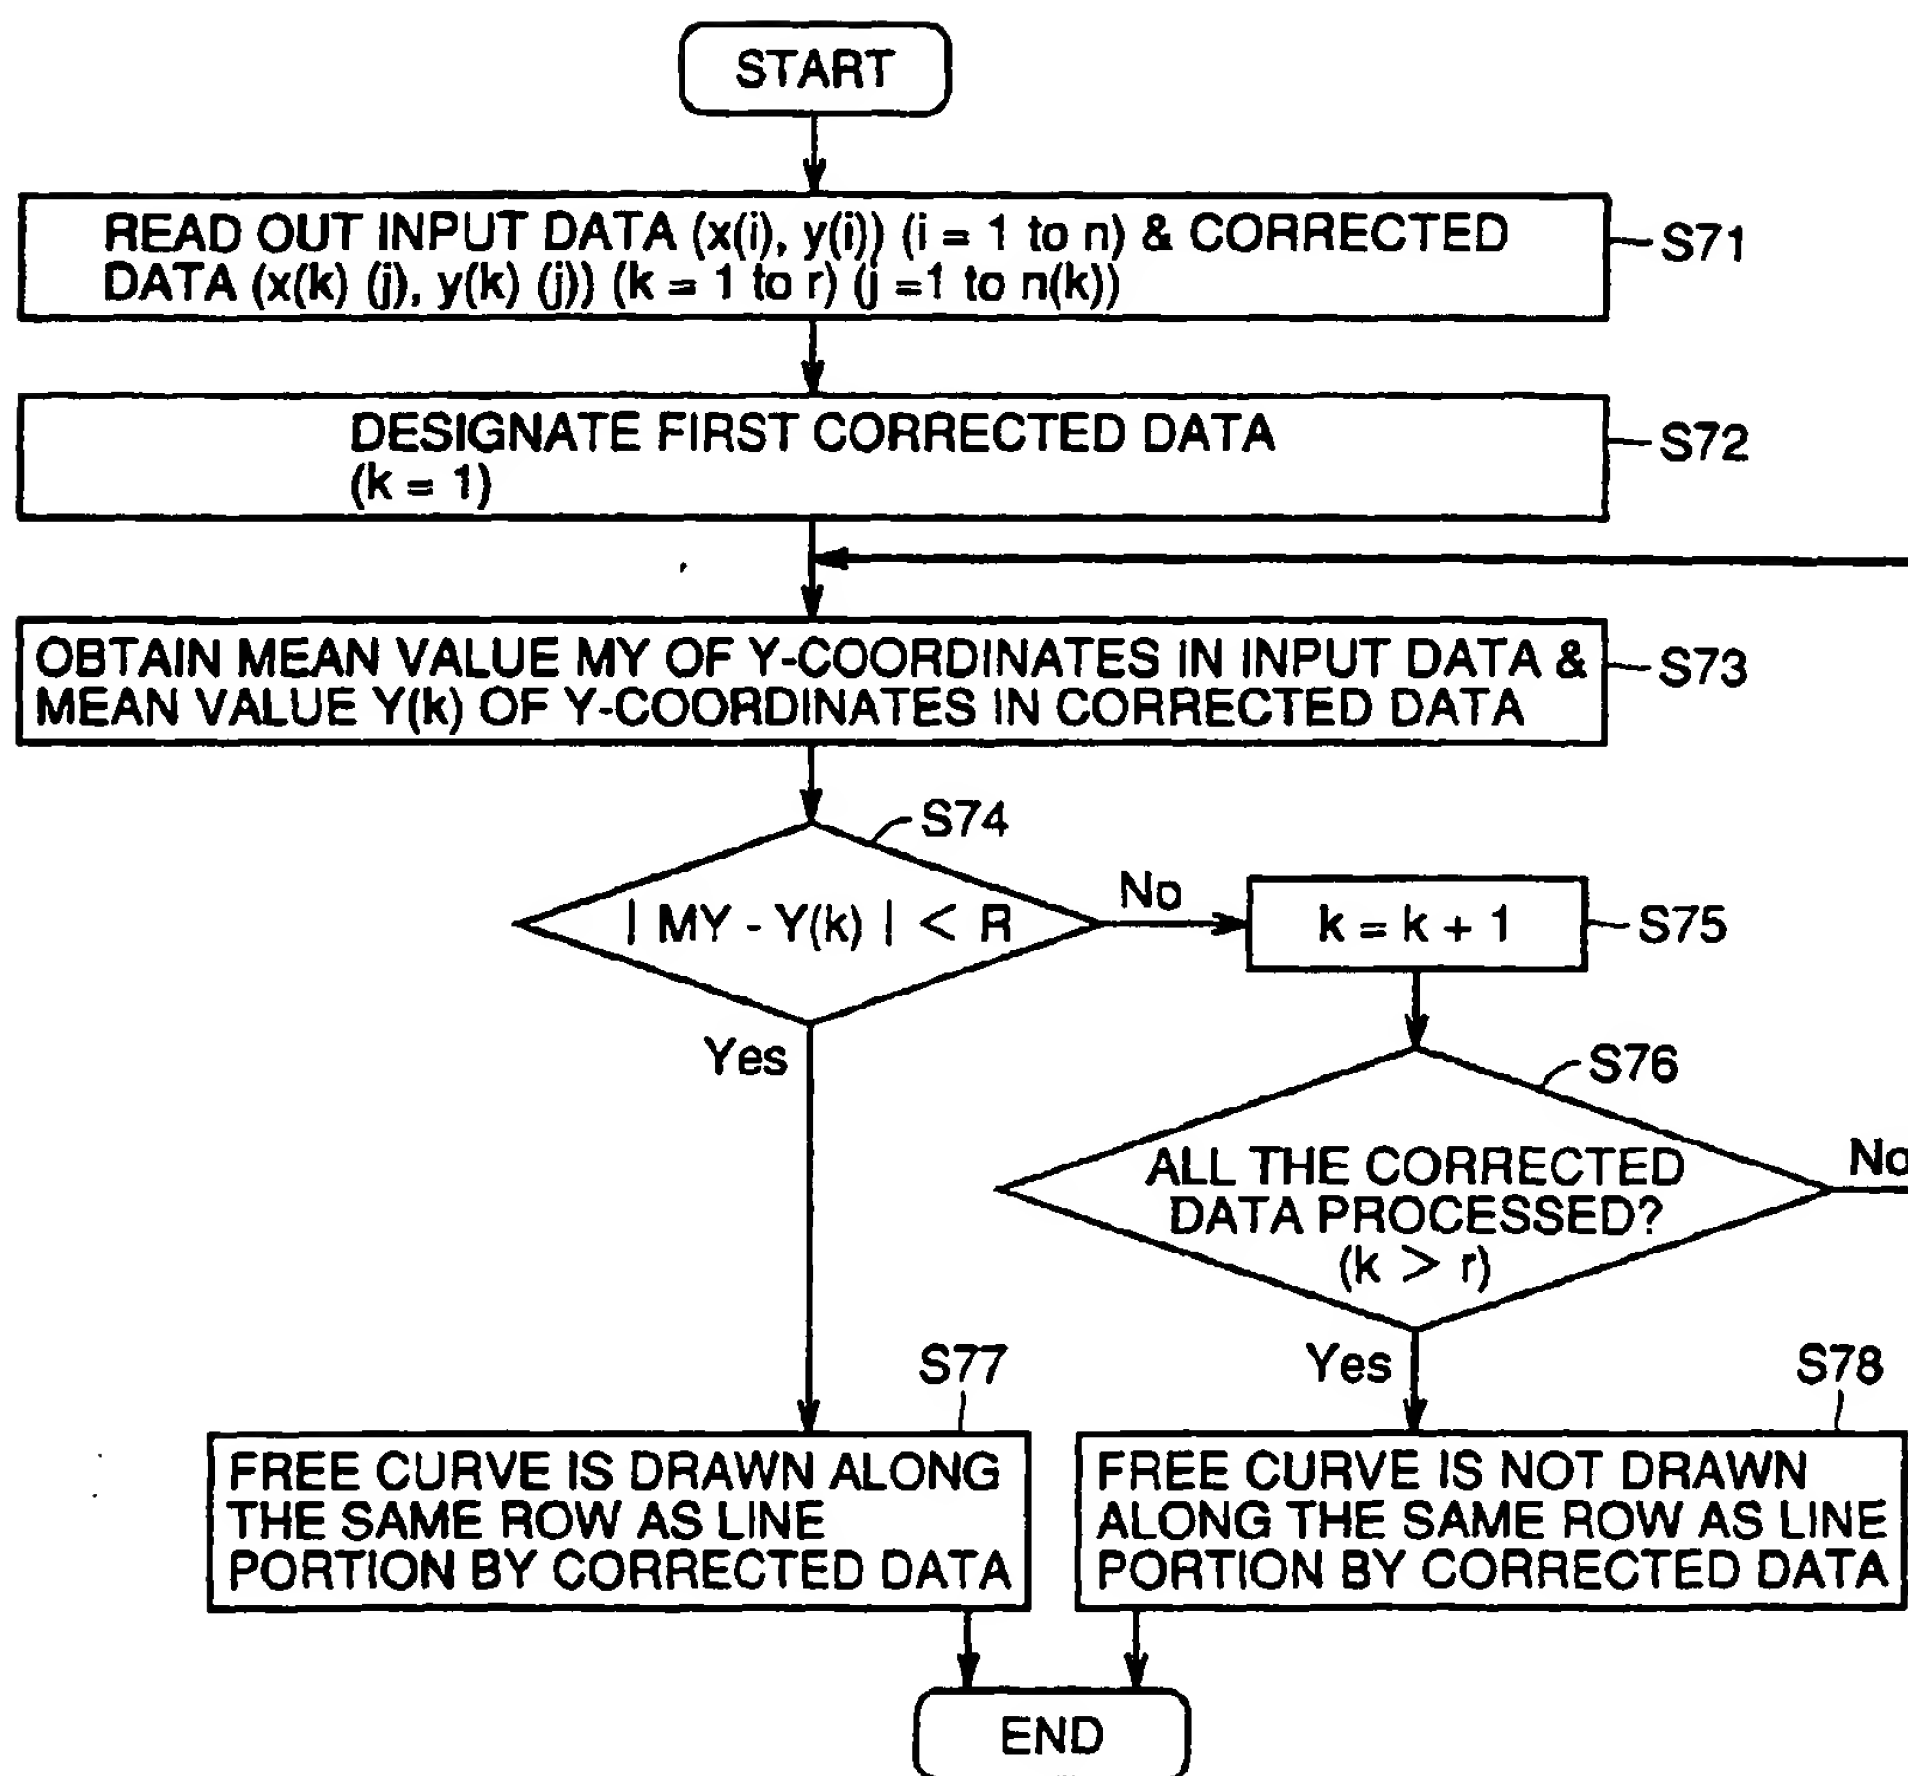 START
READ OUT INPUT DATA (x(i), y(i)) (i = 1 to n) & CORRECTED
DATA (x(k) (j), y(k) (j)) (k = 1 to r) (j =1 to n(k))
S71
DESIGNATE FIRST CORRECTED DATA
(k = 1)
S72
OBTAIN MEAN VALUE MY OF Y-COORDINATES IN INPUT DATA &
MEAN VALUE Y(k) OF Y-COORDINATES IN CORRECTED DATA
S73
S74
| MY - Y(k) | < R
No
k = k + 1
S75
Yes
S76
ALL THE CORRECTED
DATA PROCESSED?
(k > r)
No
Yes
S77
S78
FREE CURVE IS DRAWN ALONG
THE SAME ROW AS LINE
PORTION BY CORRECTED DATA
FREE CURVE IS NOT DRAWN
ALONG THE SAME ROW AS LINE
PORTION BY CORRECTED DATA
END